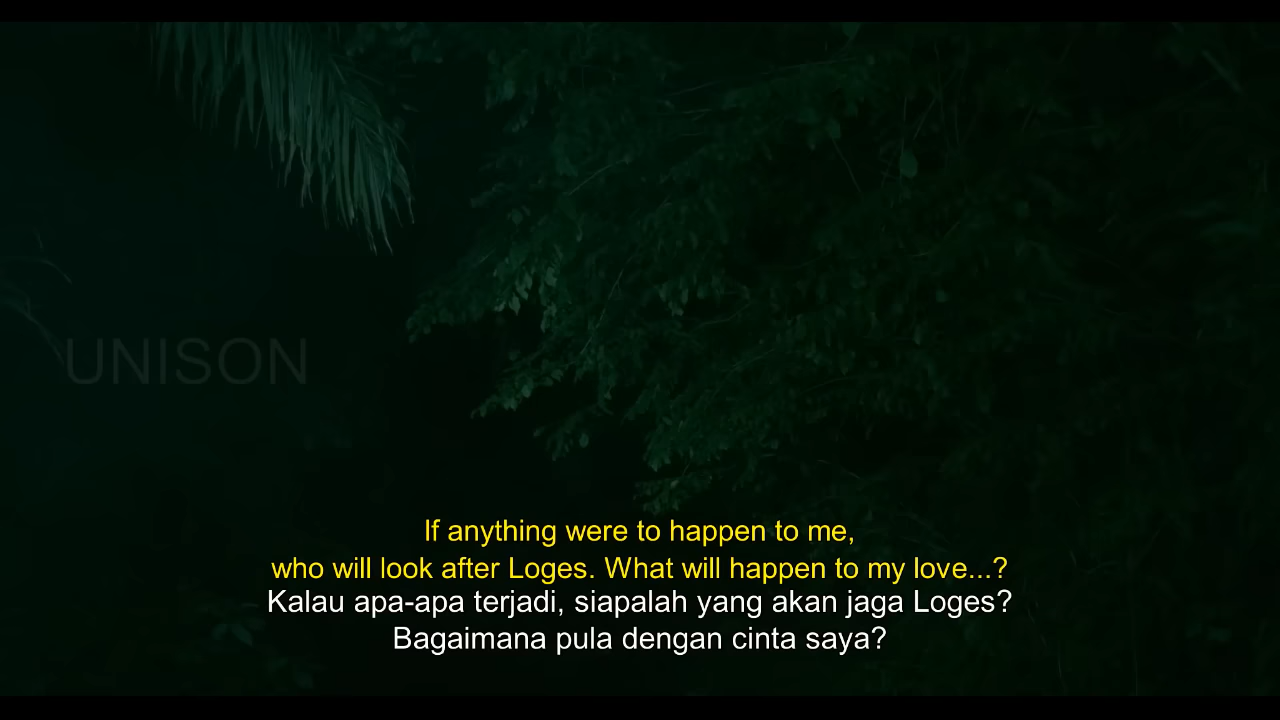 UNISON
If anything were to happen to me,
who will look after Loges. What will happen to my love...?
Kalau apa-apa terjadi, siapalah yang akan jaga Loges?
Bagaimana pula dengan cinta saya?